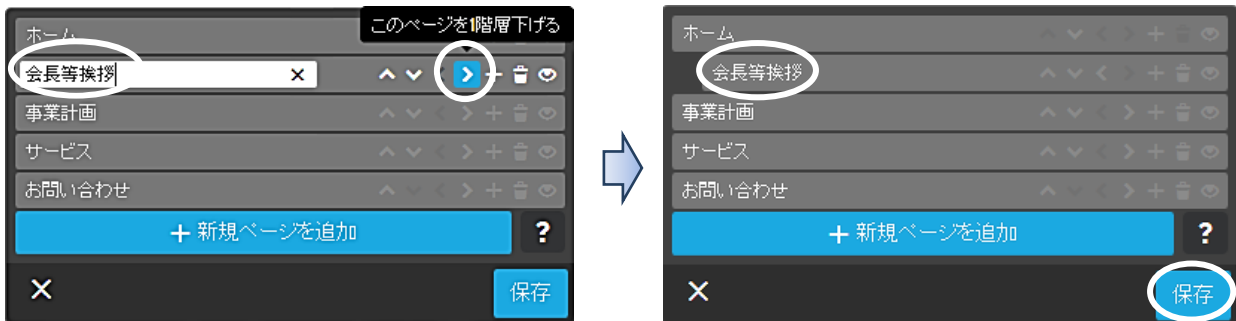 このページを1階層下げる
ホーム
会長等挨拶
事業計画
サービス
お問い合わせ
+ 新規ページを追加
?
保存
ホーム
会長等挨拶
事業計画
サービス
お問い合わせ
+ 新規ページを追加
?
保存